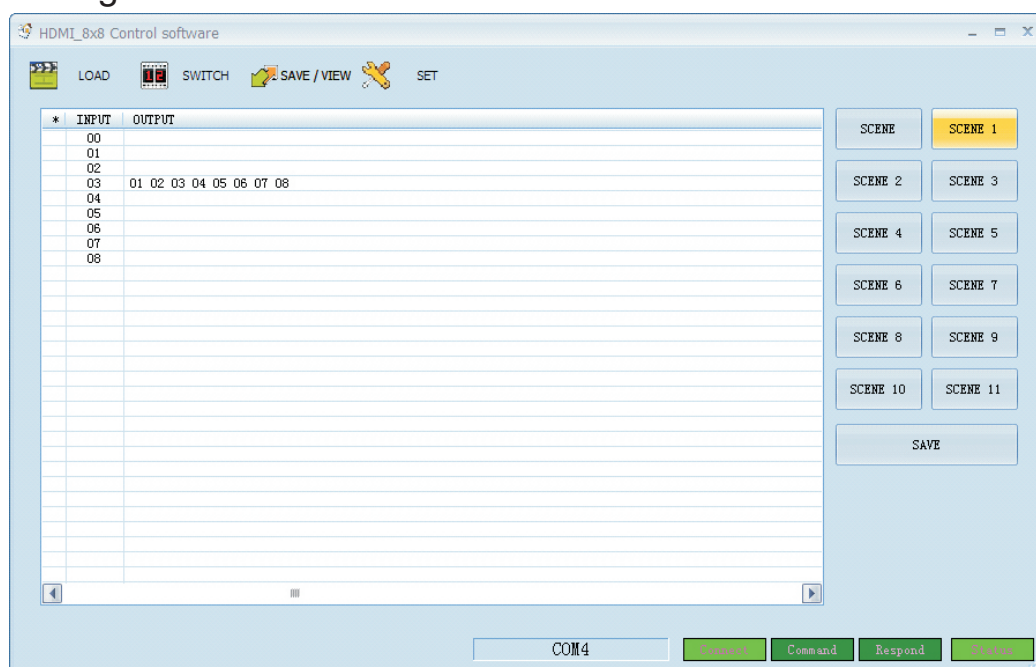 HDMI_8x8 Control software
LOAD SWITCH SAVE / VIEW SET
* INPUT OUTPUT
00
01
02
03 01 02 03 04 05 06 07 08
04
05
06
07
08
SCENE SCENE 1
SCENE 2 SCENE 3
SCENE 4 SCENE 5
SCENE 6 SCENE 7
SCENE 8 SCENE 9
SCENE 10 SCENE 11
SAVE
COM4 Connect Command Respond Status